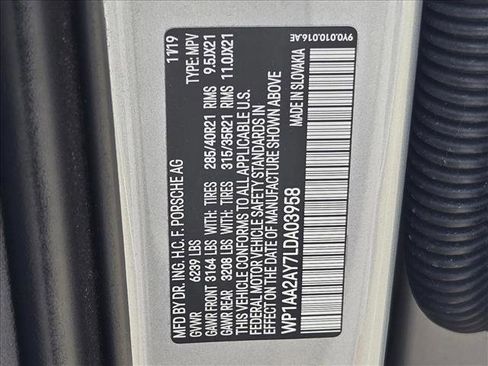 MFD BY DR. ING. H.C. F. PORSCHE AG 11/19
GVWR 6239 LBS TYPE: MPV
GAWR FRONT 3164 LBS WITH: TIRES 285/40R21 RIMS 9.5JX21
GAWR REAR 3208 LBS WITH: TIRES 315/35R21 RIMS 11.0JX21
THIS VEHICLE CONFORMS TO ALL APPLICABLE U.S.
FEDERAL MOTOR VEHICLE SAFETY STANDARDS IN
EFFECT ON THE DATE OF MANUFACTURE SHOWN ABOVE
WP1AA2AY7LDA03958 MADE IN SLOVAKIA
9Y0.010.016.AE